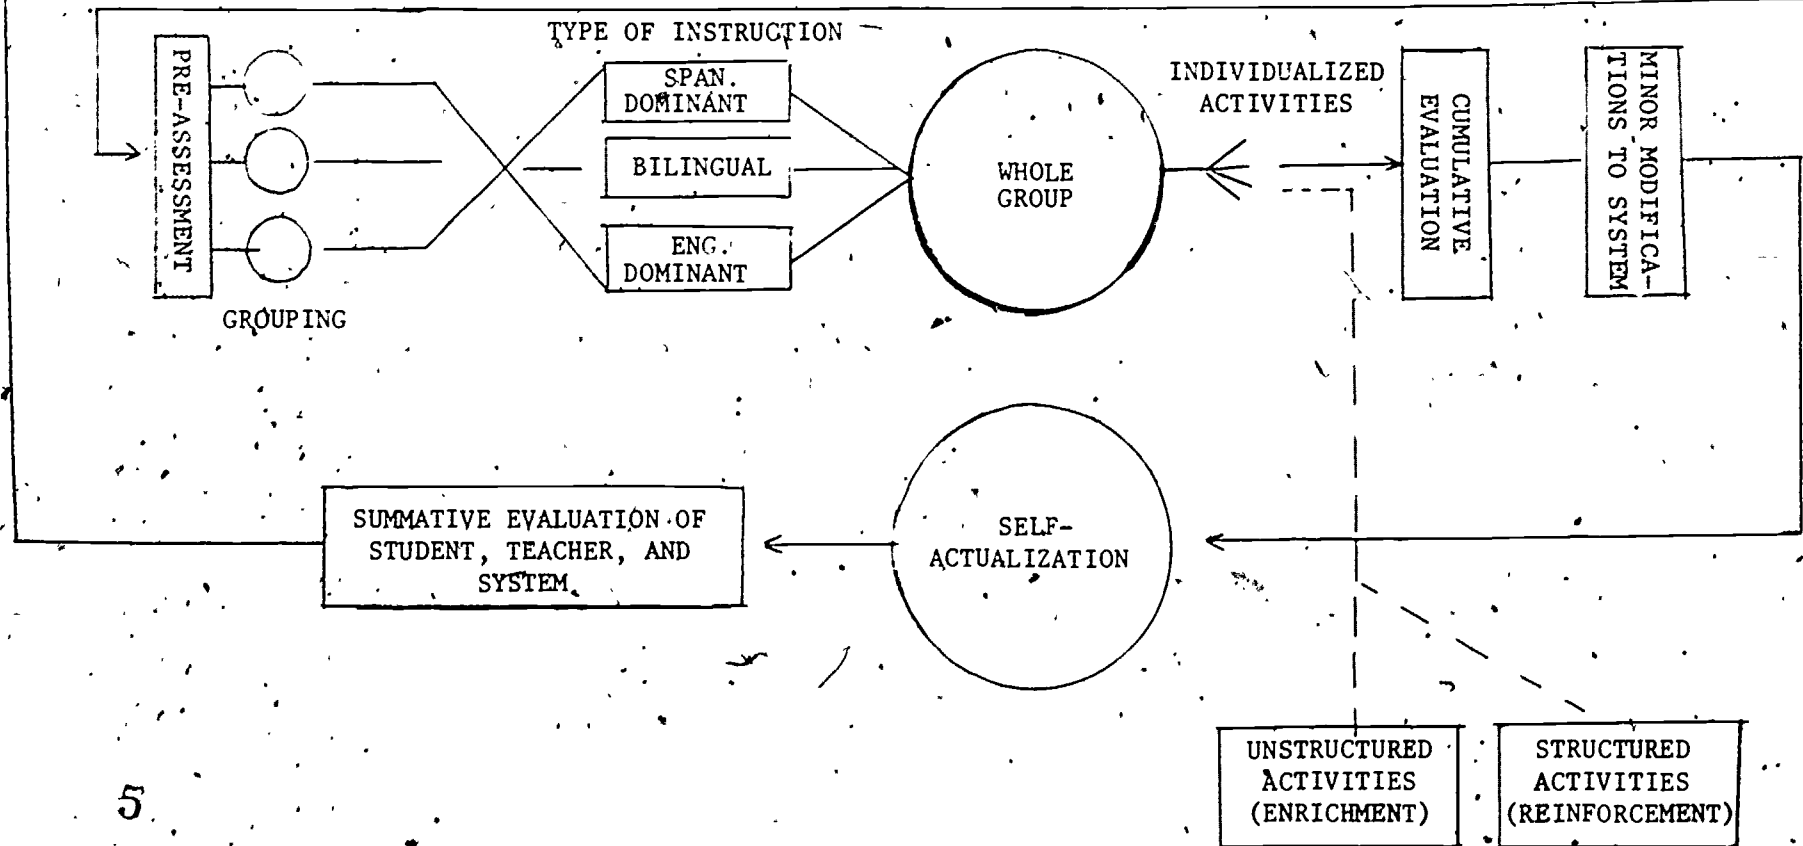 TYPE OF INSTRUCTION
PRE-ASSESSMENT
GROUPING
SPAN.
DOMINANT
BILINGUAL
ENG.
DOMINANT
WHOLE
GROUP
INDIVIDUALIZED
ACTIVITIES
CUMULATIVE
EVALUATION
MINOR MODIFICA-
TIONS TO SYSTEM
SELF-
ACTUALIZATION
SUMMATIVE EVALUATION OF
STUDENT, TEACHER, AND
SYSTEM
UNSTRUCTURED
ACTIVITIES
(ENRICHMENT)
STRUCTURED
ACTIVITIES
(REINFORCEMENT)
5